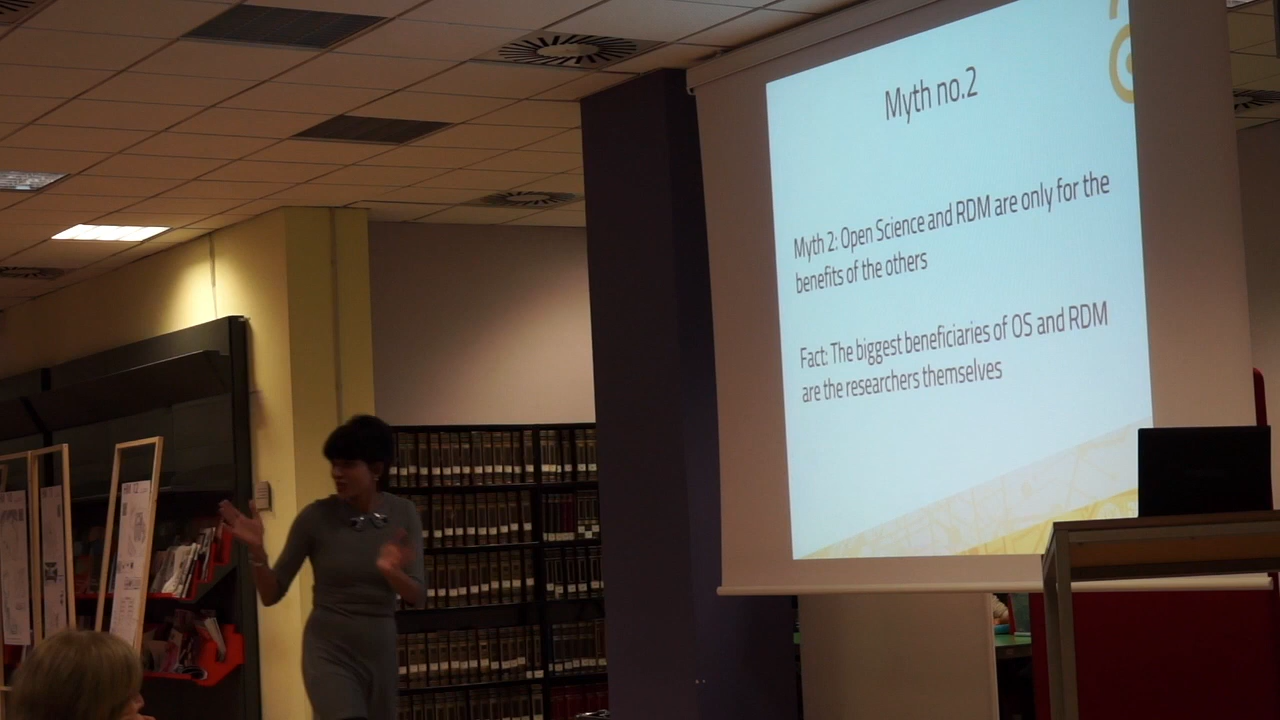 Myth no.2
Myth 2: Open Science and RDM are only for the
benefits of the others
Fact: The biggest beneficiaries of OS and RDM
are the researchers themselves